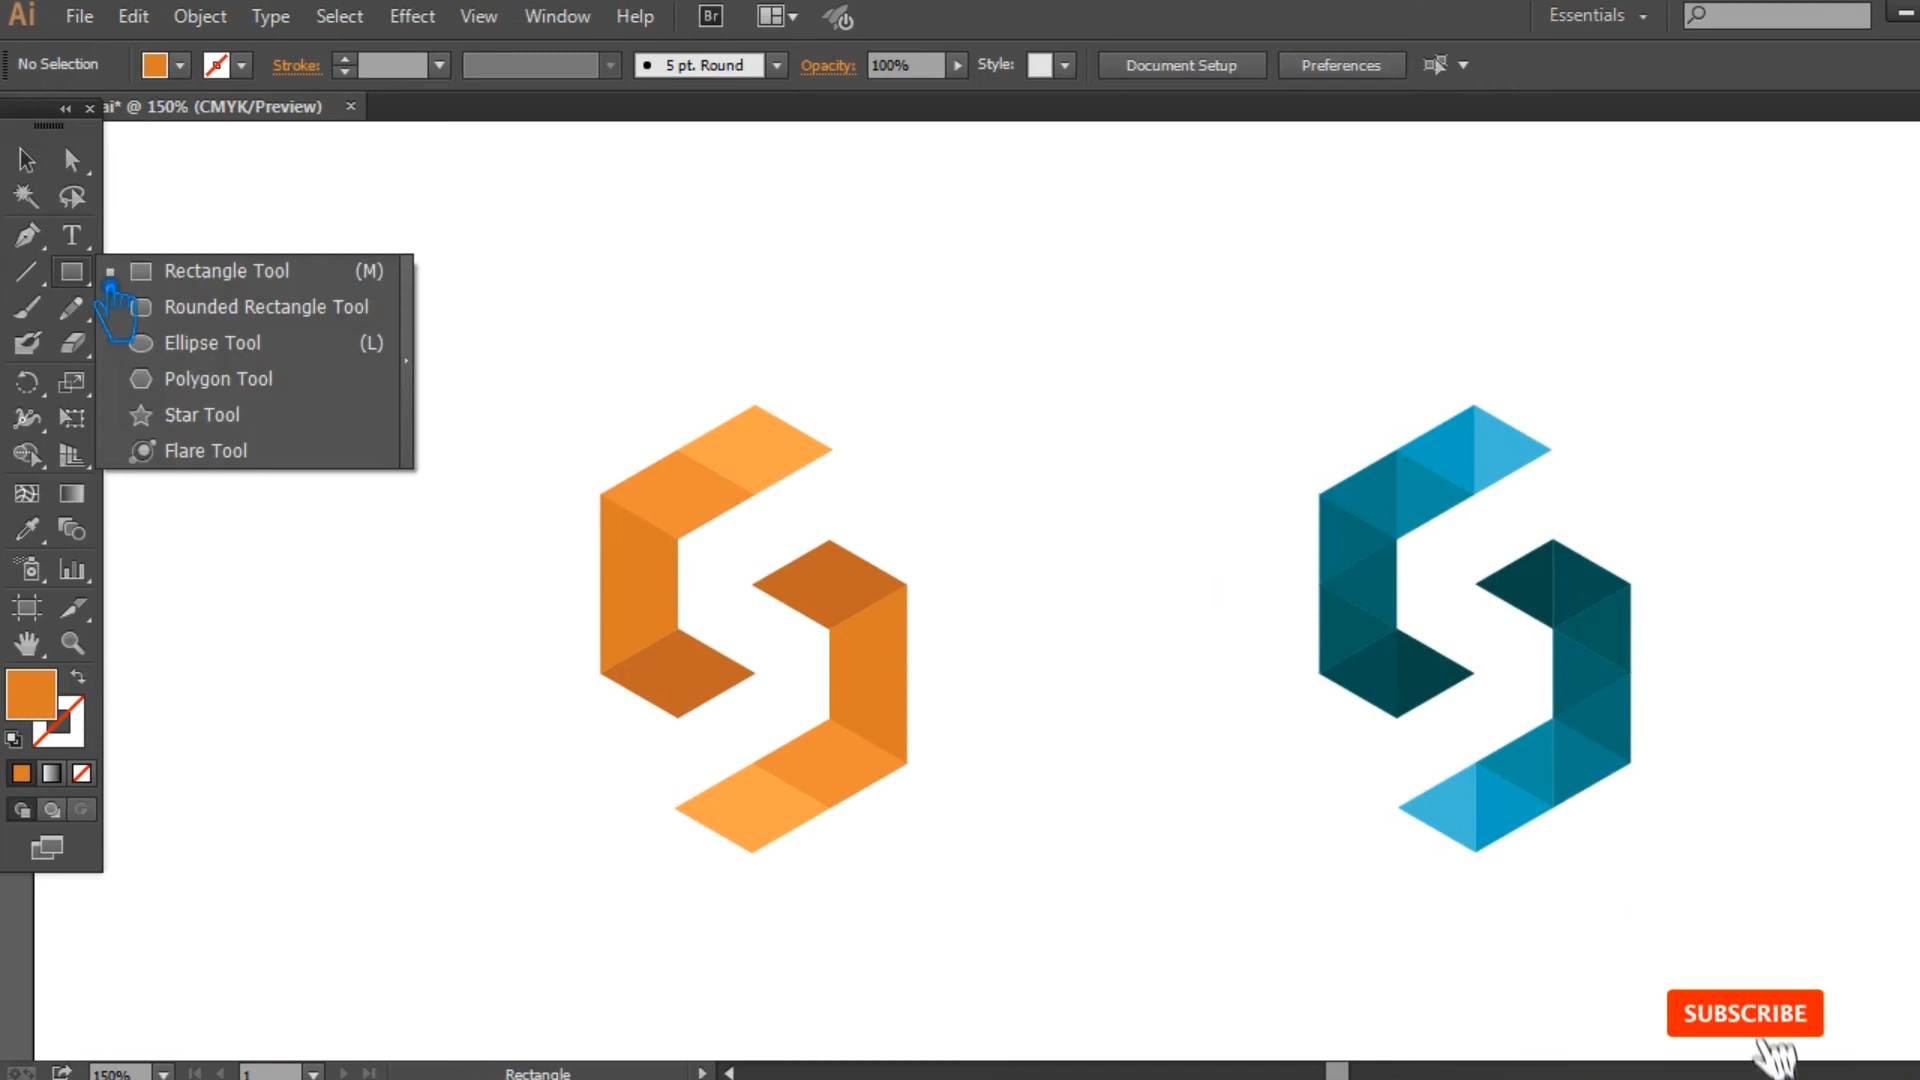 Ai File Edit Object Type Select Effect View Window Help Br Essentials
No Selection Stroke: 5 pt. Round Opacity: 100% Style: Document Setup Preferences
ai* @ 150% (CMYK/Preview)
T
Rectangle Tool (M)
Rounded Rectangle Tool
Ellipse Tool (L)
Polygon Tool
Star Tool
Flare Tool
SUBSCRIBE
150% 1 Rectangle